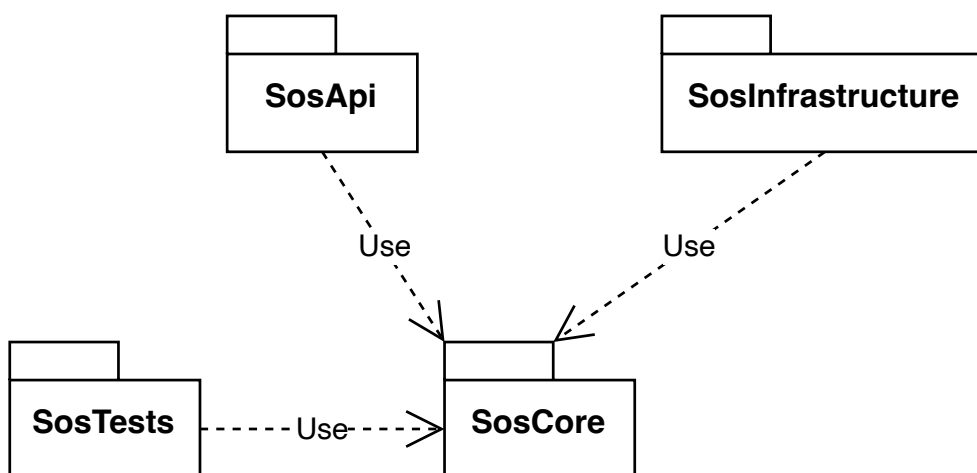 SosApi
SosInfrastructure
Use
Use
SosTests
Use
SosCore